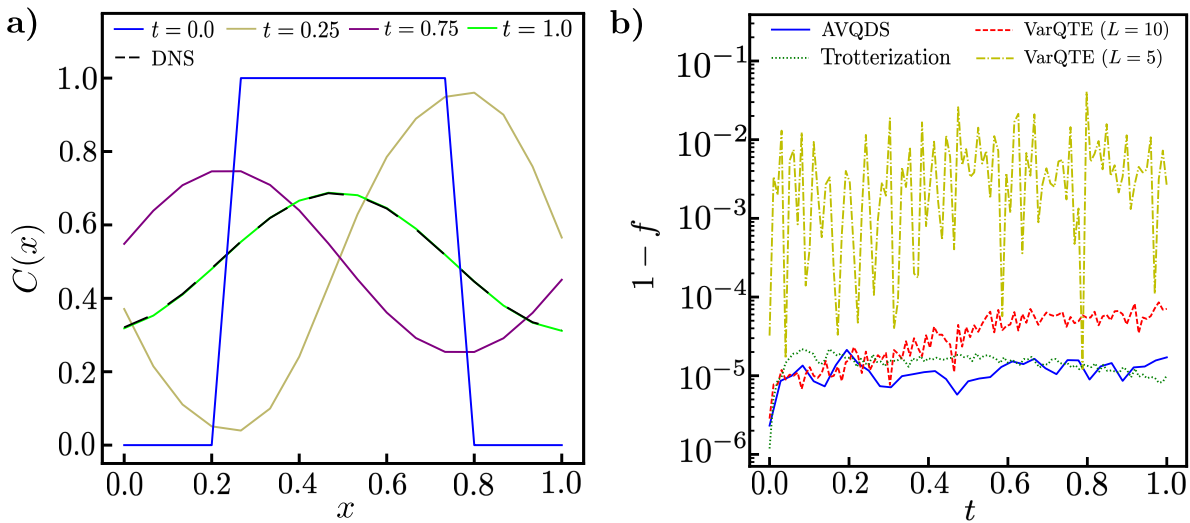 a)
t = 0.0
t = 0.25
t = 0.75
t = 1.0
DNS
1.0
0.8
0.6
0.4
0.2
0.0
C(x)
0.0 0.2 0.4 0.6 0.8 1.0
x
b)
AVQDS
Trotterization
VarQTE (L = 10)
VarQTE (L = 5)
10⁻¹
10⁻²
10⁻³
10⁻⁴
10⁻⁵
10⁻⁶
1 − f
0.0 0.2 0.4 0.6 0.8 1.0
t